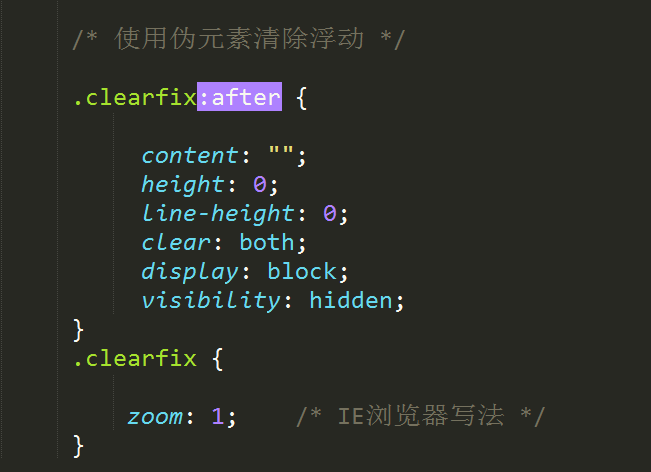 /* 使用伪元素清除浮动 */
.clearfix:after {
content: "";
height: 0;
line-height: 0;
clear: both;
display: block;
visibility: hidden;
}
.clearfix {
zoom: 1; /* IE浏览器写法 */
}